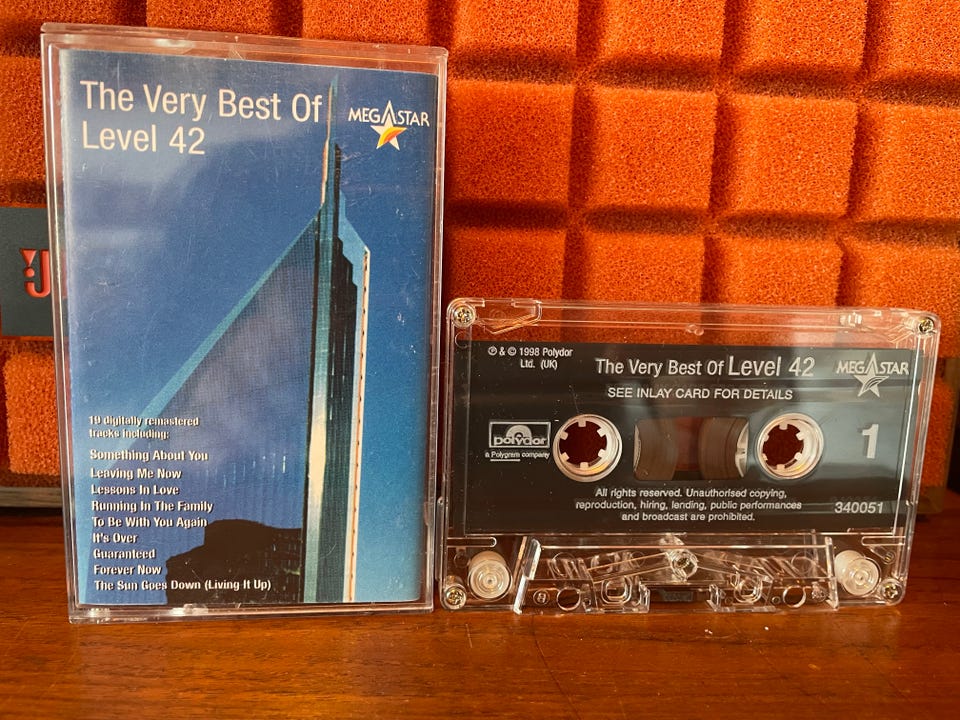 The Very Best Of
Level 42
MEGASTAR
19 digitally remastered
tracks including:
Something About You
Leaving Me Now
Lessons In Love
Running In The Family
To Be With You Again
It's Over
Guaranteed
Forever Now
The Sun Goes Down (Living It Up)
J
℗ & © 1998 Polydor
Ltd. (UK)
The Very Best Of Level 42
MEGASTAR
SEE INLAY CARD FOR DETAILS
polydor
a Polygram company
1
All rights reserved. Unauthorised copying,
reproduction, hiring, lending, public performances
and broadcast are prohibited.
340051